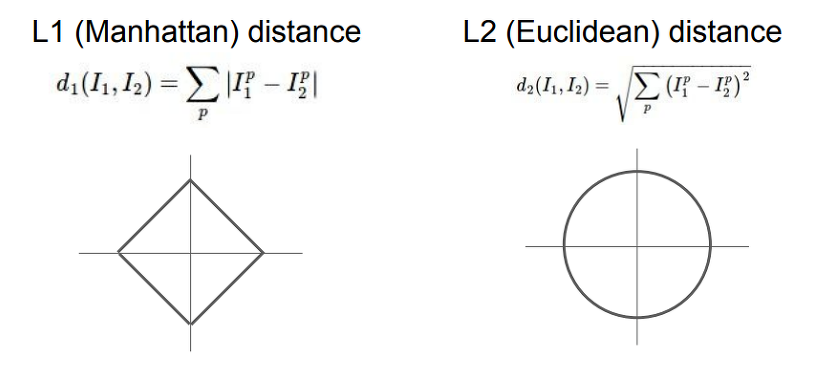 L1 (Manhattan) distance
d₁(I₁, I₂) = ∑ₚ |I₁ᵖ − I₂ᵖ|
L2 (Euclidean) distance
d₂(I₁, I₂) = √(∑ₚ (I₁ᵖ − I₂ᵖ)²)